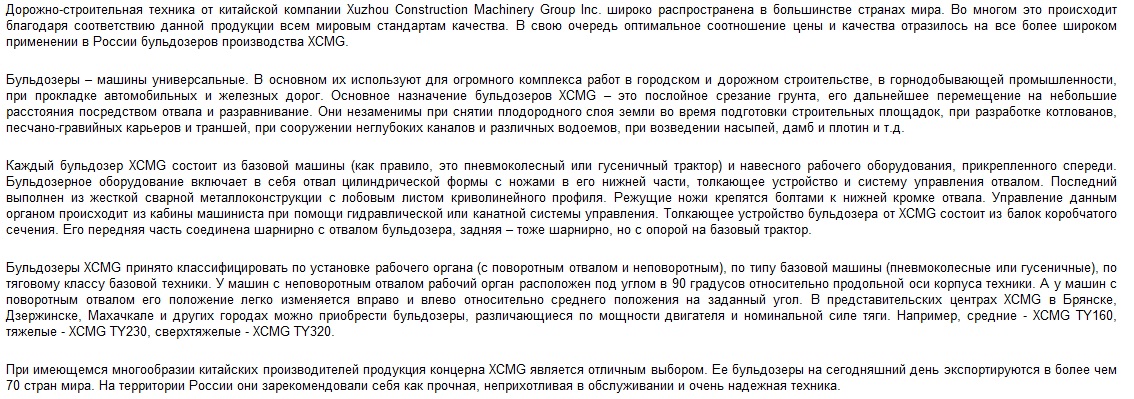 Дорожно-строительная техника от китайской компании Xuzhou Construction Machinery Group Inc. широко распространена в большинстве странах мира. Во многом это происходит
благодаря соответствию данной продукции всем мировым стандартам качества. В свою очередь оптимальное соотношение цены и качества отразилось на все более широком
применении в России бульдозеров производства XCMG.
Бульдозеры – машины универсальные. В основном их используют для огромного комплекса работ в городском и дорожном строительстве, в горнодобывающей промышленности,
при прокладке автомобильных и железных дорог. Основное назначение бульдозеров XCMG – это послойное срезание грунта, его дальнейшее перемещение на небольшие
расстояния посредством отвала и разравнивание. Они незаменимы при снятии плодородного слоя земли во время подготовки строительных площадок, при разработке котлованов,
песчано-гравийных карьеров и траншей, при сооружении неглубоких каналов и различных водоемов, при возведении насыпей, дамб и плотин и т.д.
Каждый бульдозер XCMG состоит из базовой машины (как правило, это пневмоколесный или гусеничный трактор) и навесного рабочего оборудования, прикрепленного спереди.
Бульдозерное оборудование включает в себя отвал цилиндрической формы с ножами в его нижней части, толкающее устройство и систему управления отвалом. Последний
выполнен из жесткой сварной металлоконструкции с лобовым листом криволинейного профиля. Режущие ножи крепятся болтами к нижней кромке отвала. Управление данным
органом происходит из кабины машиниста при помощи гидравлической или канатной системы управления. Толкающее устройство бульдозера от XCMG состоит из балок коробчатого
сечения. Его передняя часть соединена шарнирно с отвалом бульдозера, задняя – тоже шарнирно, но с опорой на базовый трактор.
Бульдозеры XCMG принято классифицировать по установке рабочего органа (с поворотным отвалом и неповоротным), по типу базовой машины (пневмоколесные или гусеничные), по
тяговому классу базовой техники. У машин с неповоротным отвалом рабочий орган расположен под углом в 90 градусов относительно продольной оси корпуса техники. А у машин с
поворотным отвалом его положение легко изменяется вправо и влево относительно среднего положения на заданный угол. В представительских центрах XCMG в Брянске,
Дзержинске, Махачкале и других городах можно приобрести бульдозеры, различающиеся по мощности двигателя и номинальной силе тяги. Например, средние - XCMG TY160,
тяжелые - XCMG TY230, сверхтяжелые - XCMG TY320.
При имеющемся многообразии китайских производителей продукция концерна XCMG является отличным выбором. Ее бульдозеры на сегодняшний день экспортируются в более чем
70 стран мира. На территории России они зарекомендовали себя как прочная, неприхотливая в обслуживании и очень надежная техника.